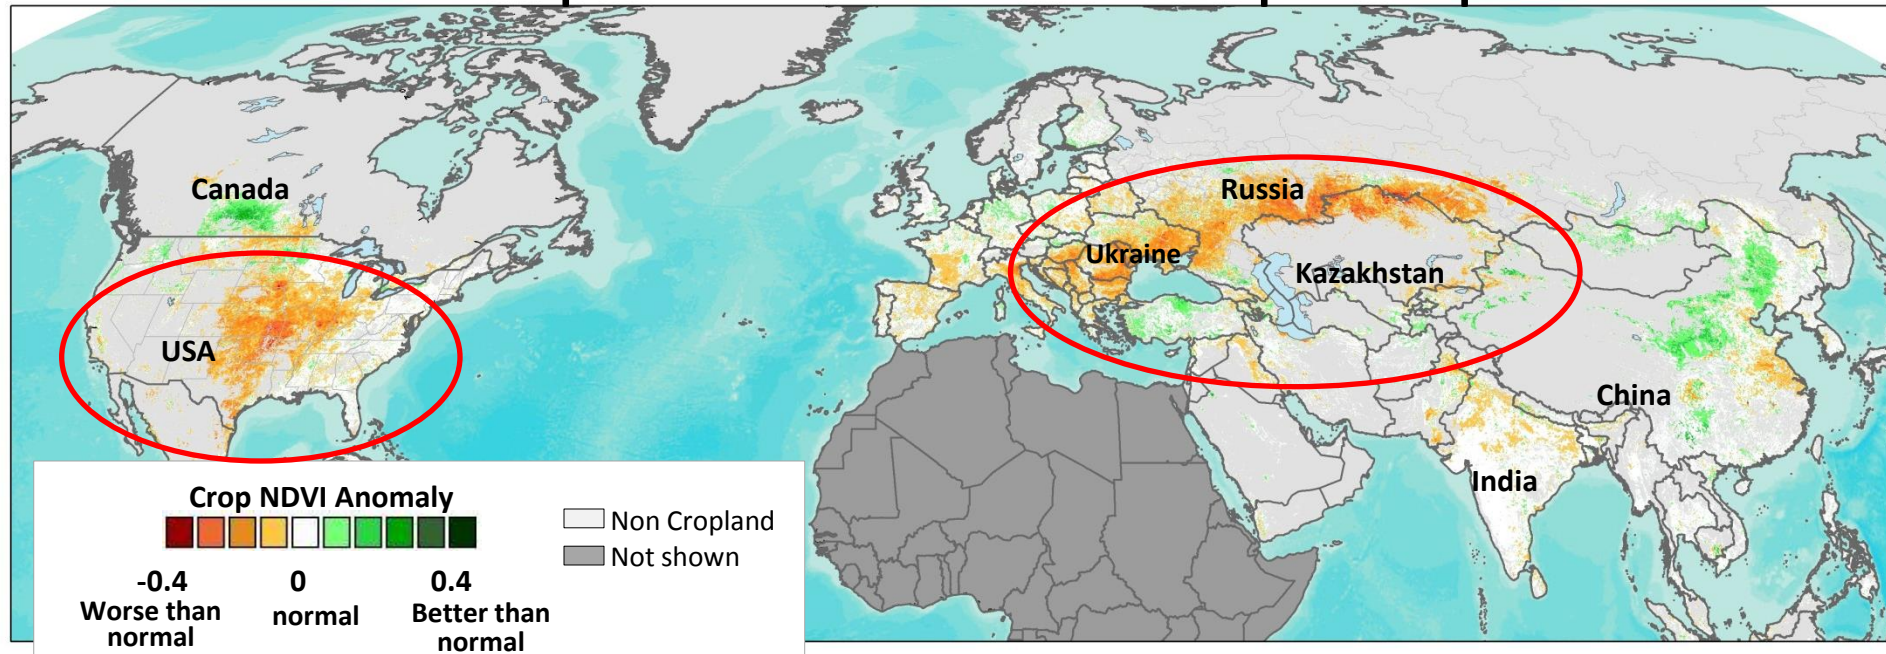 Canada
Russia
Ukraine
Kazakhstan
USA
China
India
Crop NDVI Anomaly
Non Cropland
Not shown
-0.4
0
0.4
Worse than
normal
normal
Better than
normal